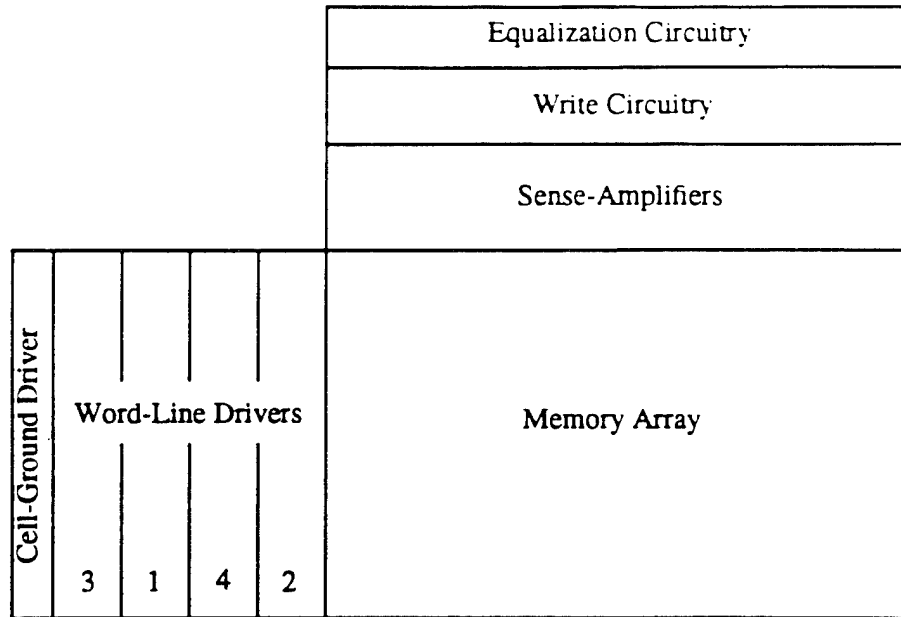 Equalization Circuitry
Write Circuitry
Sense-Amplifiers
Cell-Ground Driver
Word-Line Drivers
Memory Array
3 1 4 2